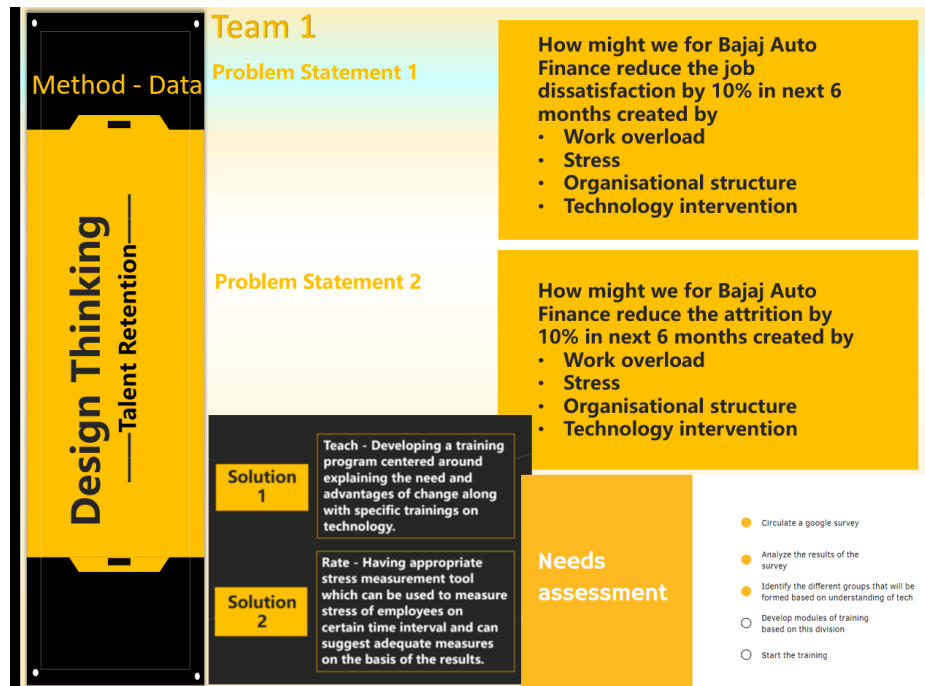 Method - Data
Design Thinking
Talent Retention
Team 1
Problem Statement 1
How might we for Bajaj Auto
Finance reduce the job
dissatisfaction by 10% in next 6
months created by
• Work overload
• Stress
• Organisational structure
• Technology intervention
Problem Statement 2
How might we for Bajaj Auto
Finance reduce the attrition by
10% in next 6 months created by
• Work overload
• Stress
• Organisational structure
• Technology intervention
Solution
1
Teach - Developing a training
program centered around
explaining the need and
advantages of change along
with specific trainings on
technology.
Solution
2
Rate - Having appropriate
stress measurement tool
which can be used to measure
stress of employees on
certain time interval and can
suggest adequate measures
on the basis of the results.
Needs
assessment
Circulate a google survey
Analyze the results of the
survey
Identify the different groups that will be
formed based on understanding of tech
Develop modules of training
based on this division
Start the training